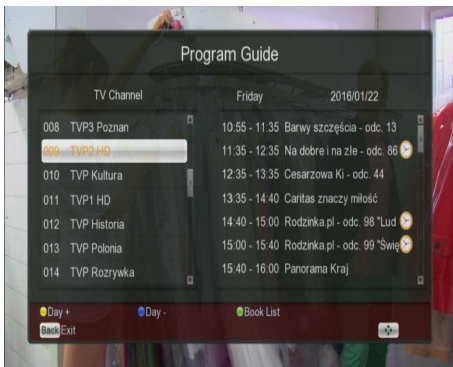 Program Guide
TV Channel
Friday 2016/01/22
008 TVP3 Poznan
009 TVP2 HD
010 TVP Kultura
011 TVP1 HD
012 TVP Historia
013 TVP Polonia
014 TVP Rozrywka
10:55 - 11:35 Barwy szczęścia - odc. 13
11:35 - 12:35 Na dobre i na złe - odc. 86
12:35 - 13:35 Cesarzowa Ki - odc. 44
13:35 - 14:40 Caritas znaczy miłość
14:40 - 15:00 Rodzinka.pl - odc. 98 "Lud
15:00 - 15:40 Rodzinka.pl - odc. 99 "Świę
15:40 - 16:00 Panorama Kraj
Day + Day - Book List
Back Exit